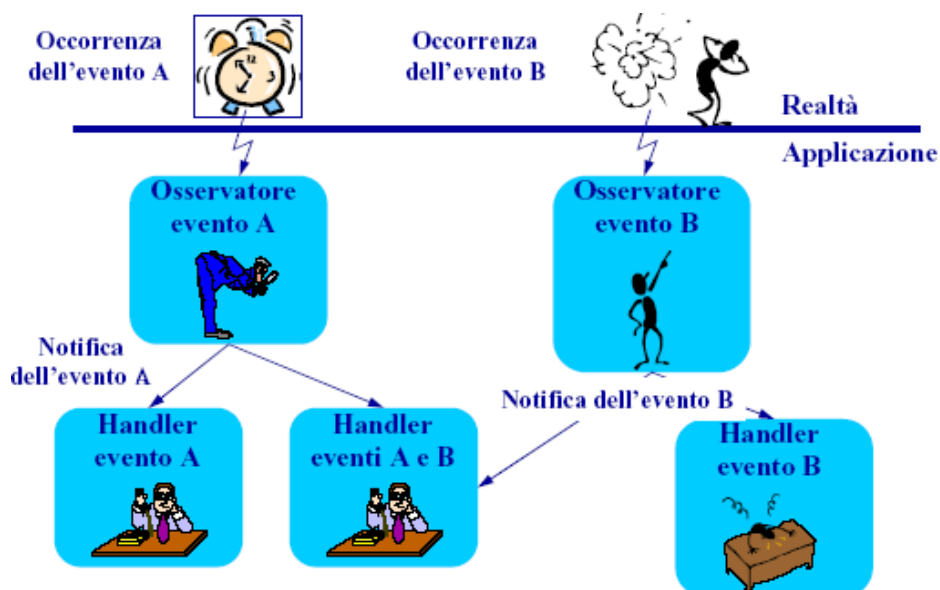 Occorrenza
dell'evento A
Occorrenza
dell'evento B
Realtà
Applicazione
Osservatore
evento A
Osservatore
evento B
Notifica
dell'evento A
Notifica dell'evento B
Handler
evento A
Handler
eventi A e B
Handler
evento B